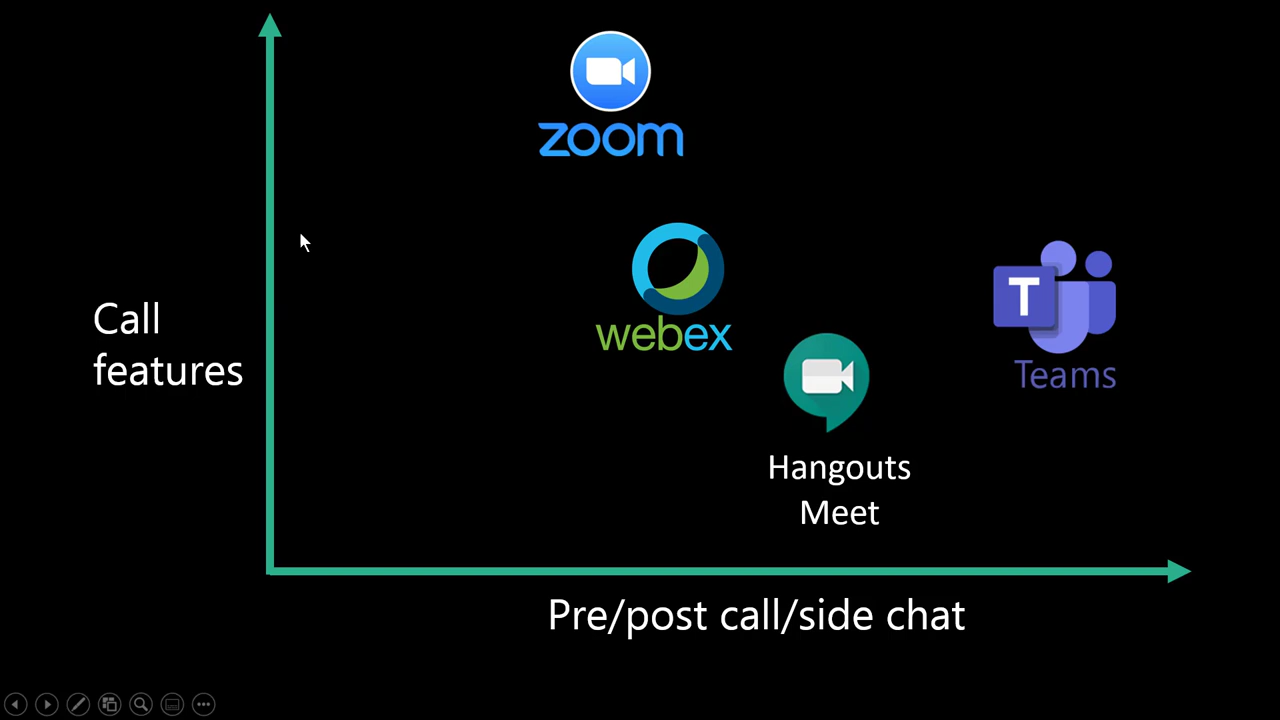 zoom
webex
T
Teams
Call
features
Hangouts
Meet
Pre/post call/side chat